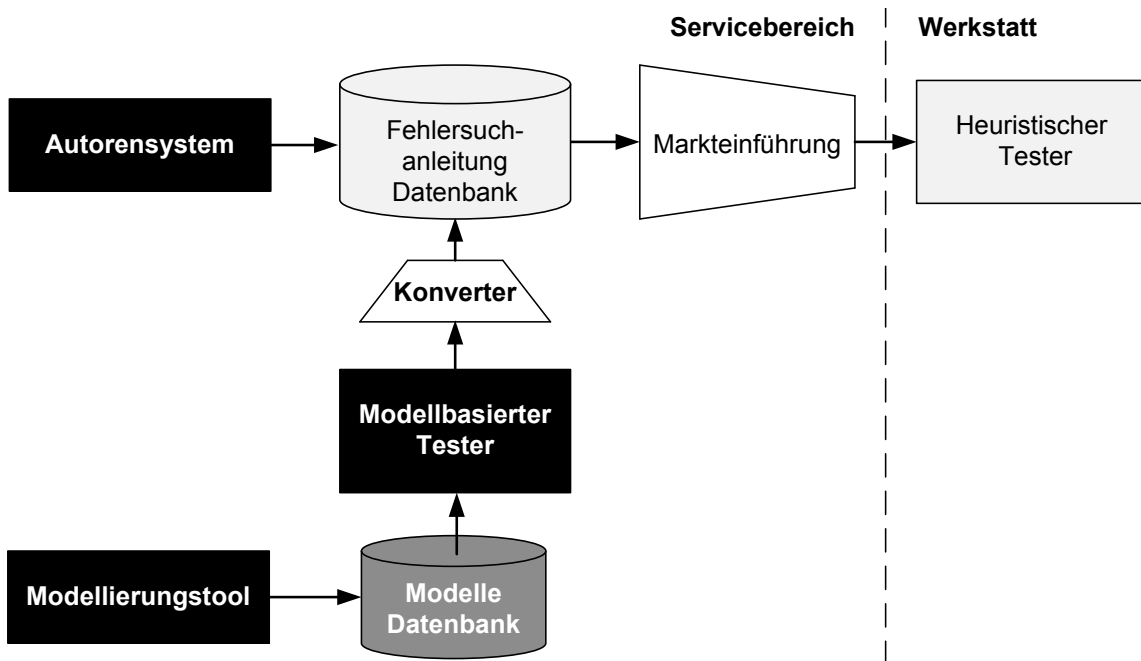 Servicebereich
Werkstatt
Autorensystem
Fehlersuch-
anleitung
Datenbank
Markteinführung
Heuristischer
Tester
Konverter
Modellbasierter
Tester
Modellierungstool
Modelle
Datenbank